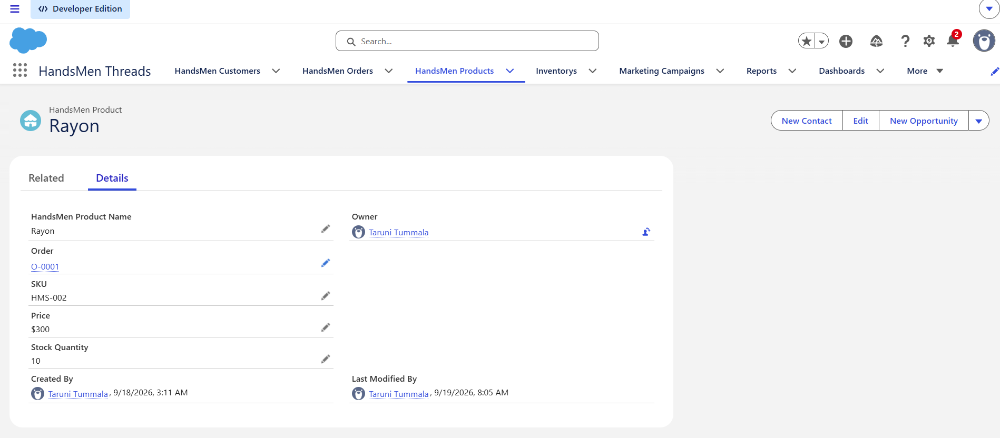 Developer Edition
Search...
2
HandsMen Threads HandsMen Customers HandsMen Orders HandsMen Products Inventorys Marketing Campaigns Reports Dashboards More
HandsMen Product
Rayon
New Contact Edit New Opportunity
Related Details
HandsMen Product Name
Rayon
Owner
Taruni Tummala
Order
O-0001
SKU
HMS-002
Price
$300
Stock Quantity
10
Created By
Taruni Tummala, 9/18/2026, 3:11 AM
Last Modified By
Taruni Tummala, 9/19/2026, 8:05 AM